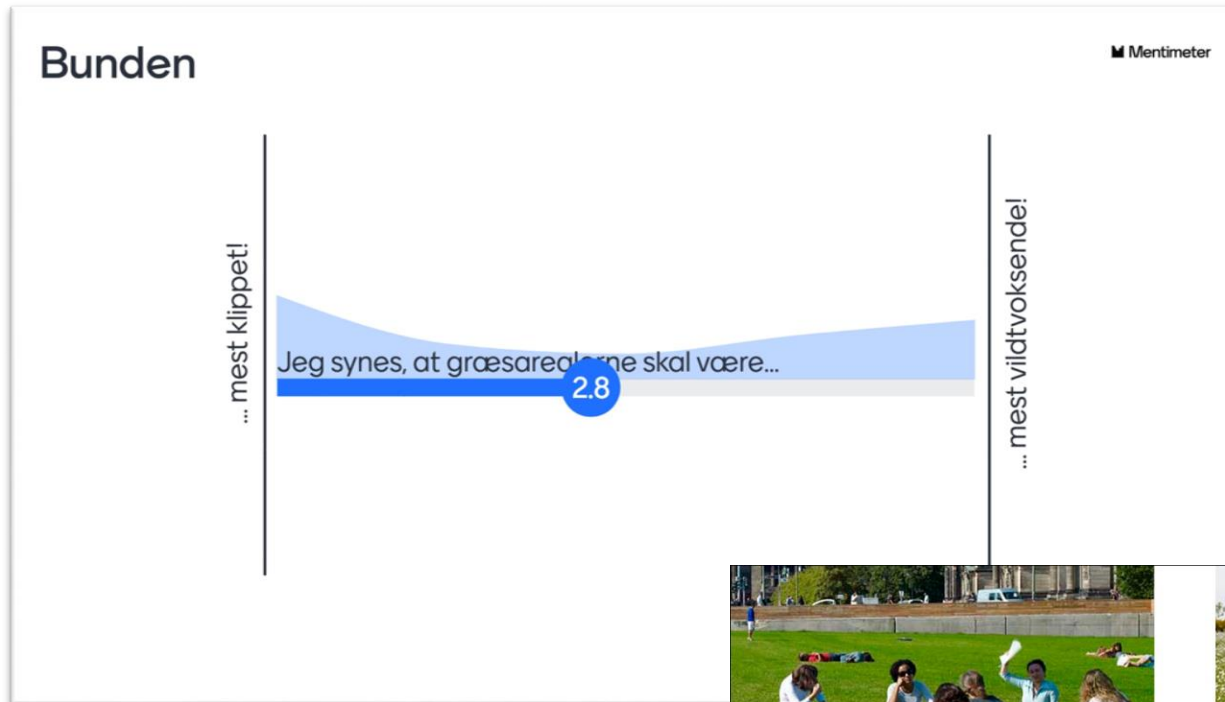 Bunden
Mentimeter
... mest klippet!
Jeg synes, at græsarealerne skal være...
2.8
... mest vildtvoksende!